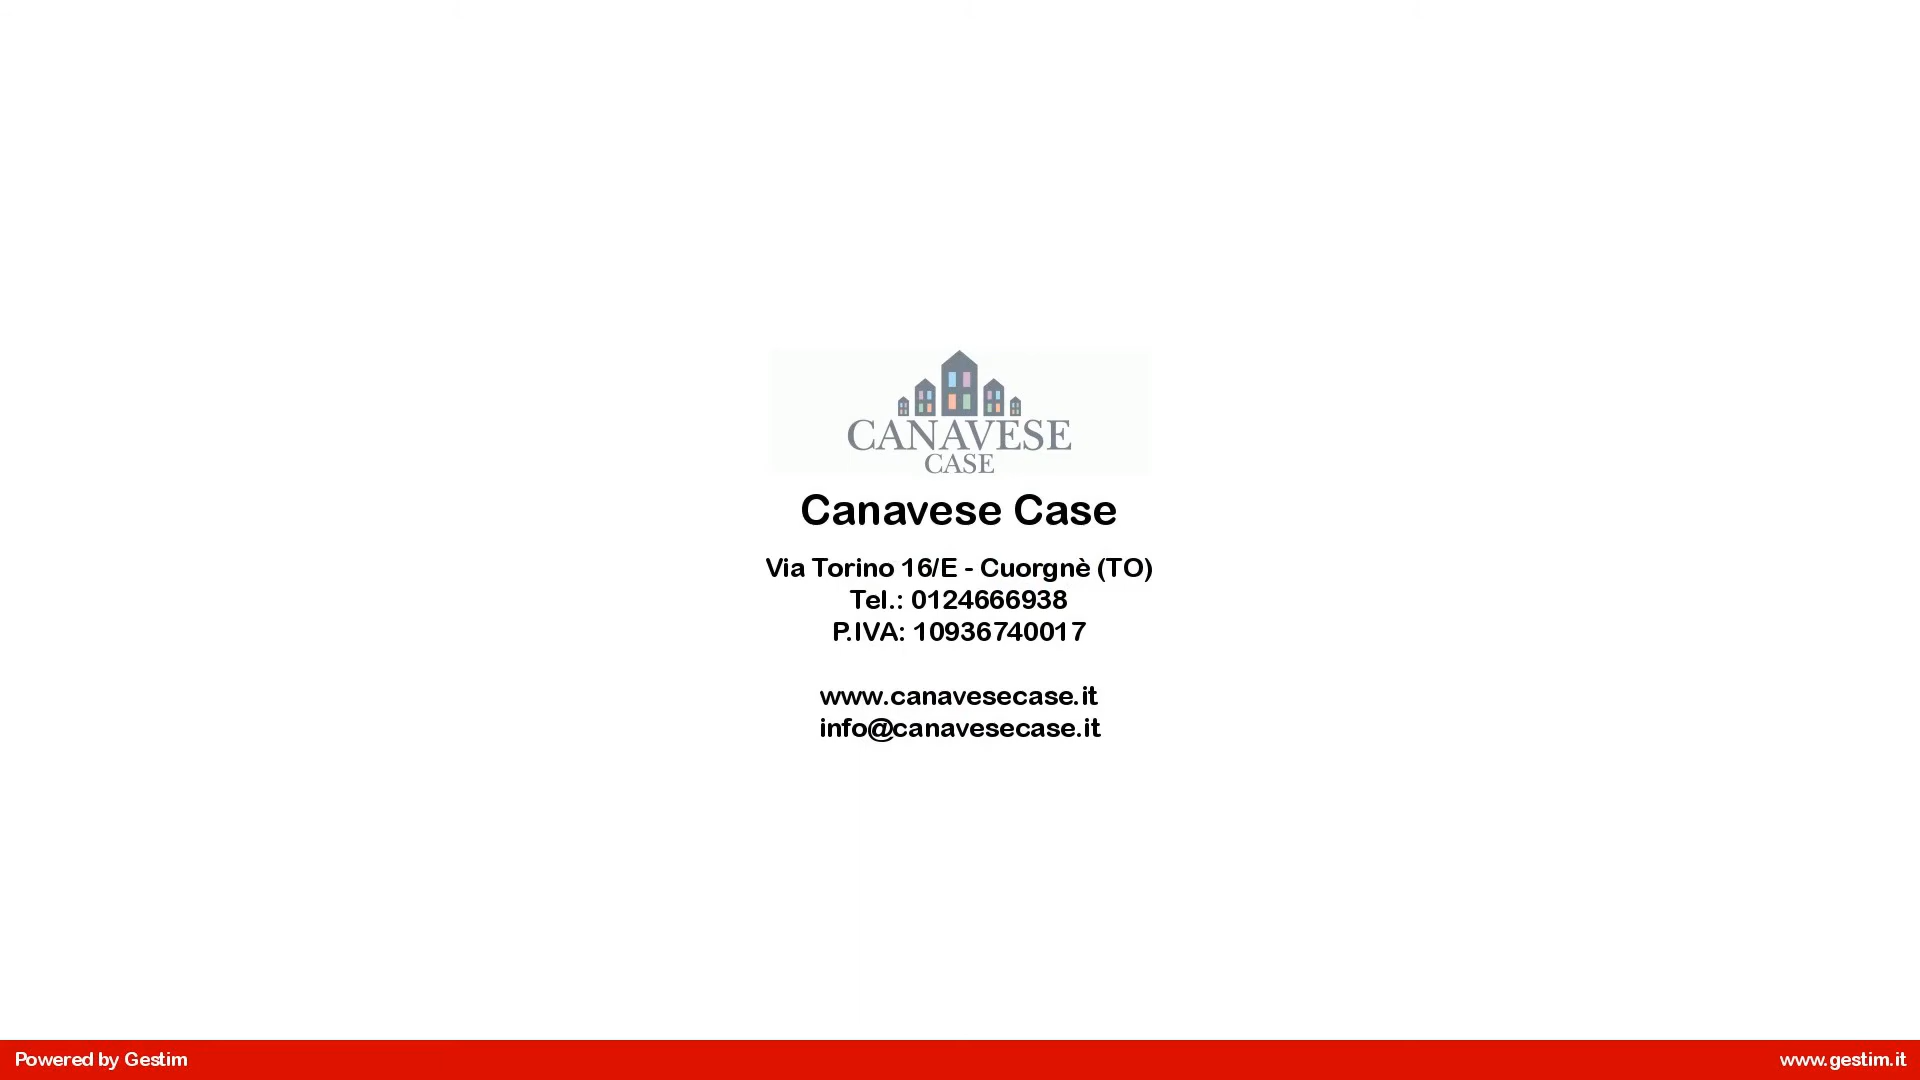 CANAVESE
CASE
Canavese Case
Via Torino 16/E - Cuorgnè (TO)
Tel.: 0124666938
P.IVA: 10936740017
www.canavesecase.it
info@canavesecase.it
Powered by Gestim
www.gestim.it